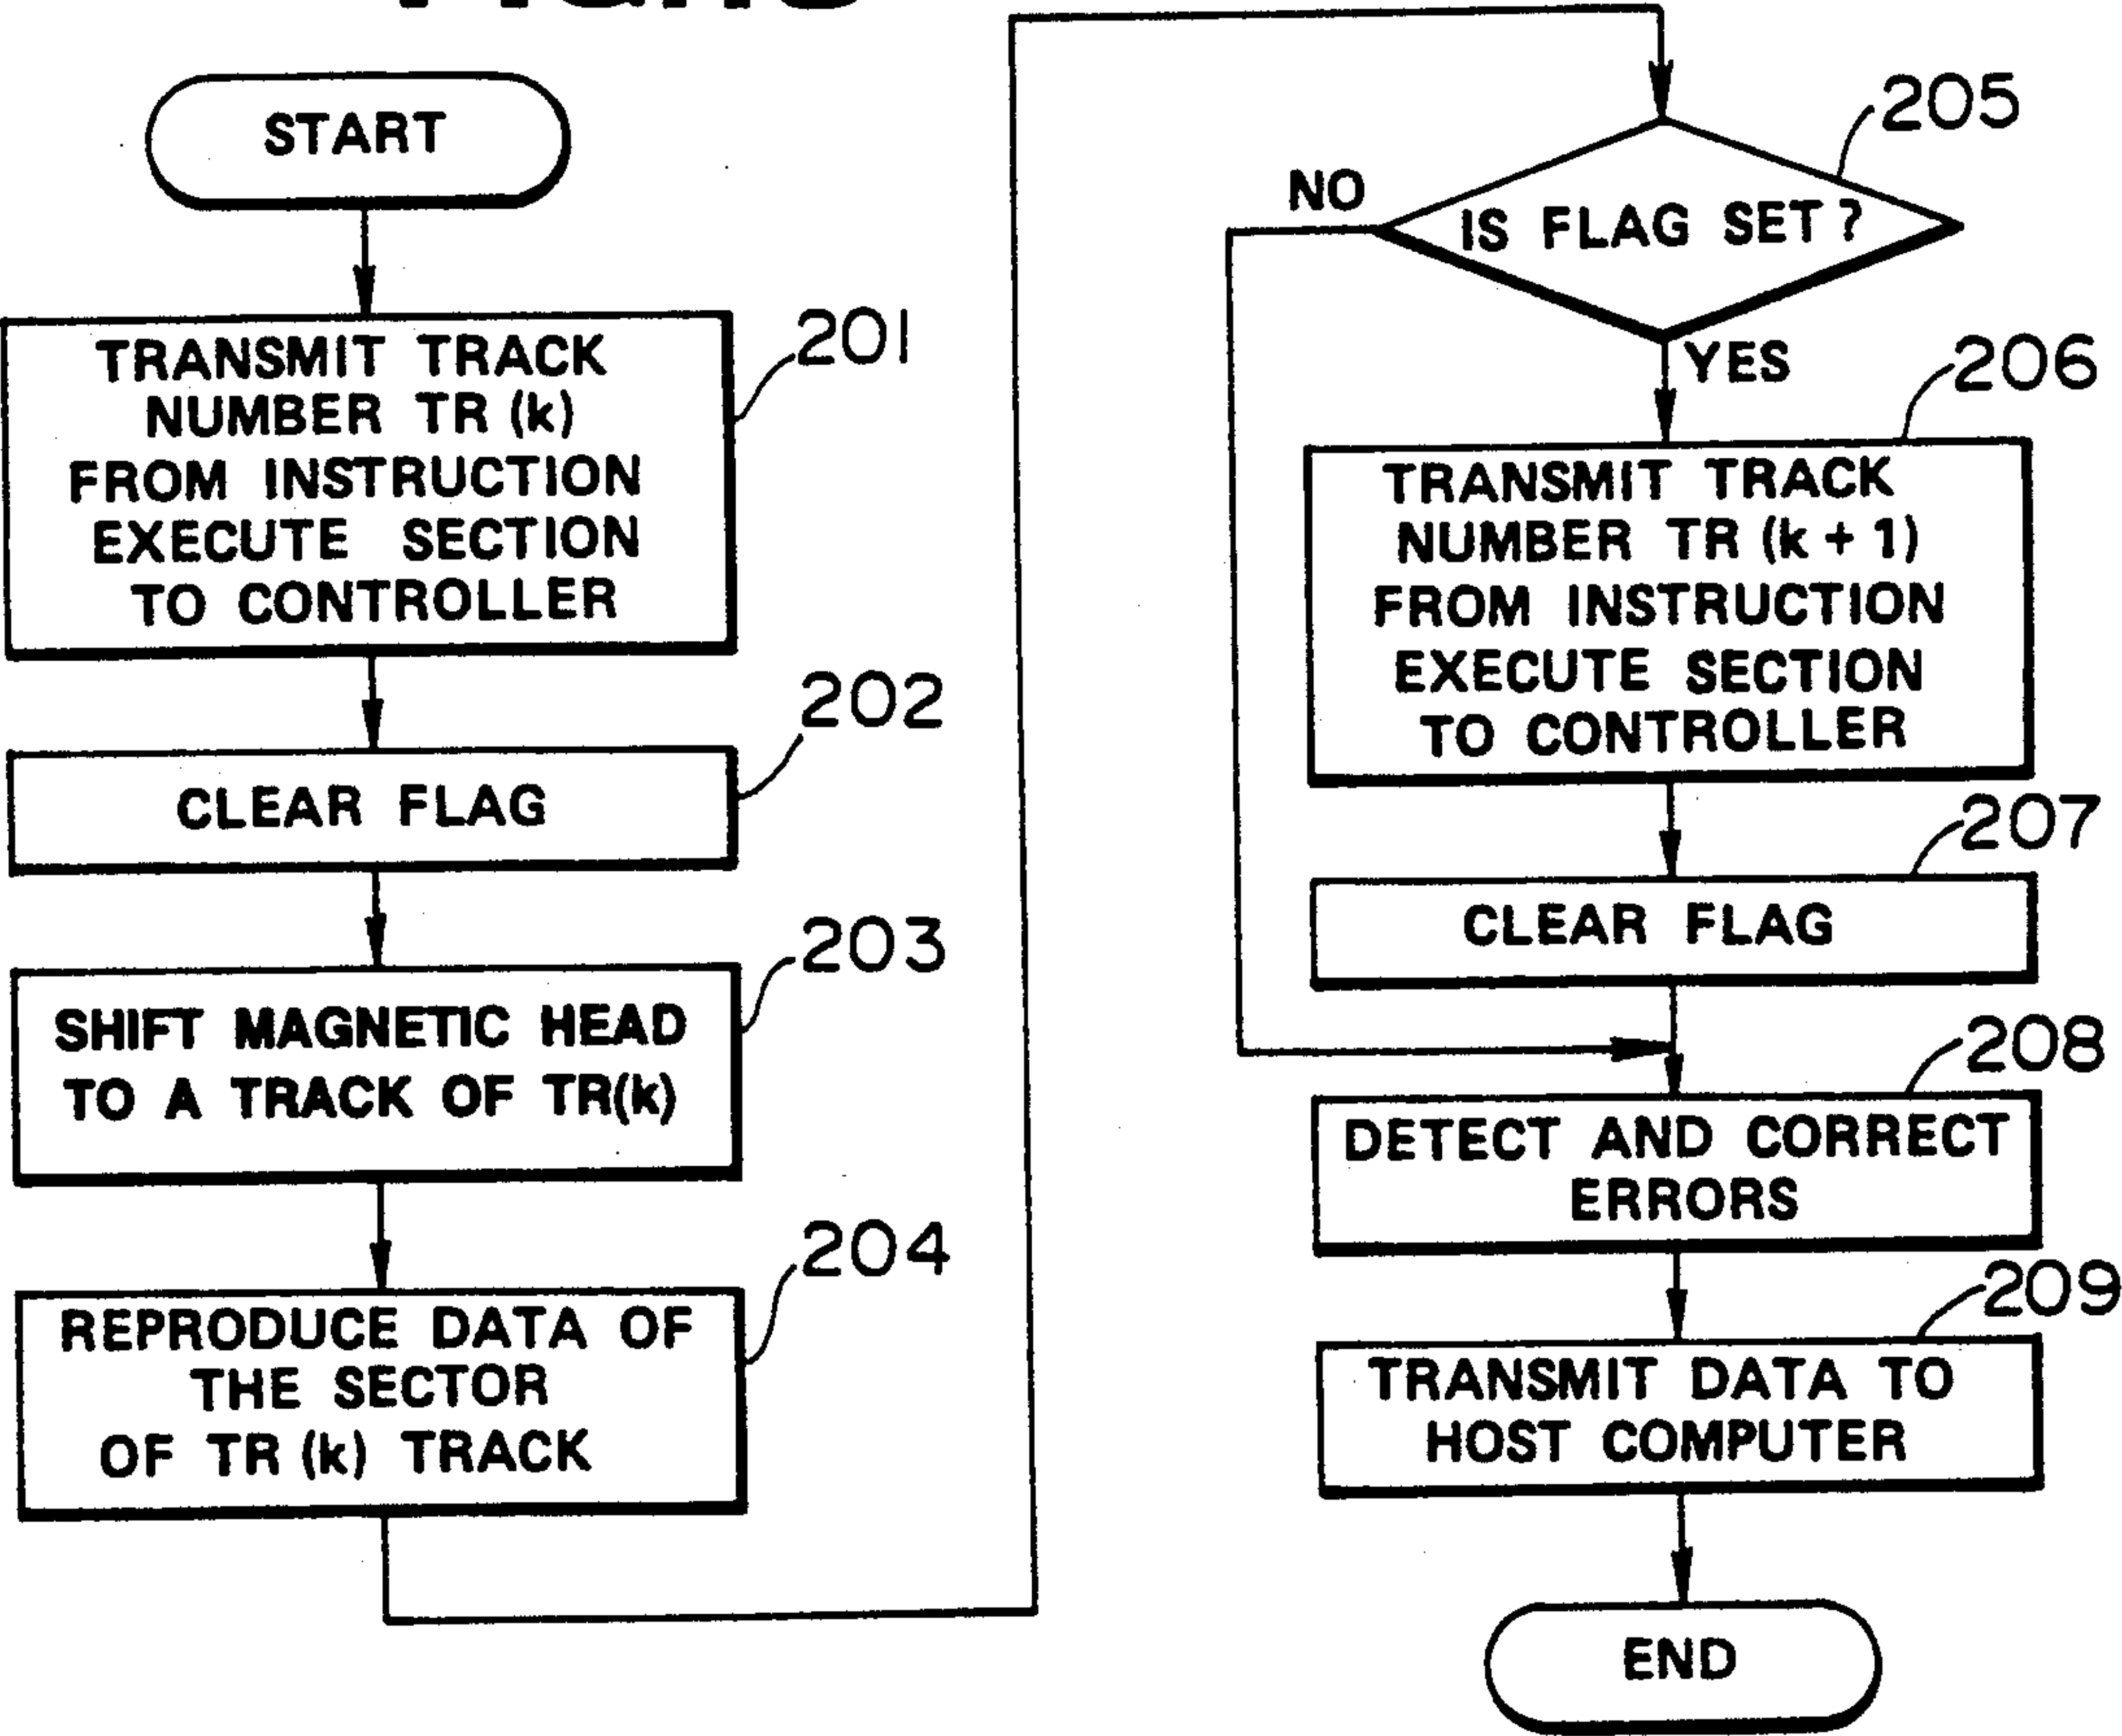 START
TRANSMIT TRACK
NUMBER TR (k)
FROM INSTRUCTION
EXECUTE SECTION
TO CONTROLLER
201
CLEAR FLAG
202
SHIFT MAGNETIC HEAD
TO A TRACK OF TR(k)
203
REPRODUCE DATA OF
THE SECTOR
OF TR (k) TRACK
204
IS FLAG SET ?
205
NO
YES
TRANSMIT TRACK
NUMBER TR (k + 1)
FROM INSTRUCTION
EXECUTE SECTION
TO CONTROLLER
206
CLEAR FLAG
207
DETECT AND CORRECT
ERRORS
208
TRANSMIT DATA TO
HOST COMPUTER
209
END